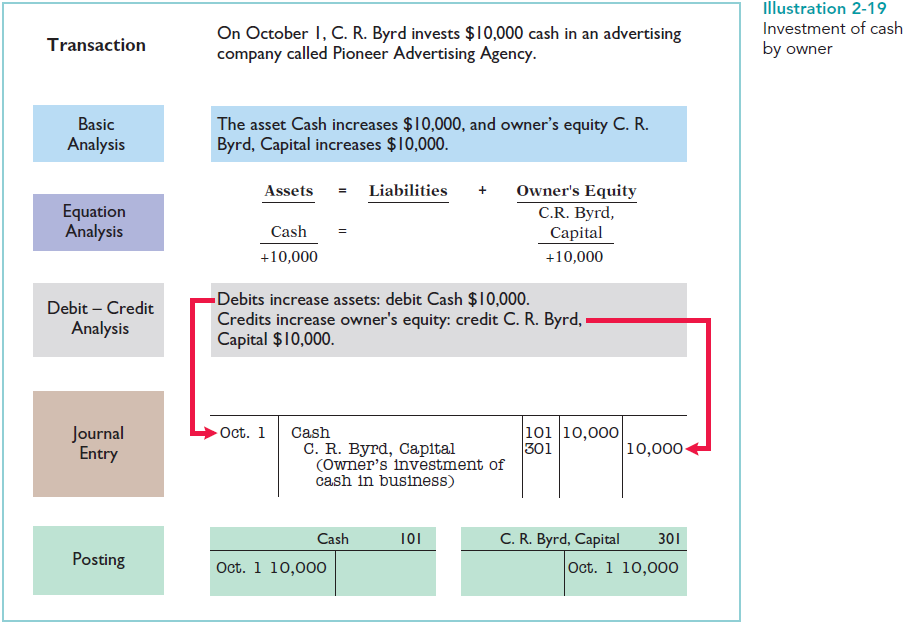 Illustration 2-19
Investment of cash
by owner
Transaction
On October 1, C. R. Byrd invests $10,000 cash in an advertising
company called Pioneer Advertising Agency.
Basic
Analysis
The asset Cash increases $10,000, and owner’s equity C. R.
Byrd, Capital increases $10,000.
Equation
Analysis
Assets = Liabilities + Owner's Equity
C.R. Byrd,
Cash = Capital
+10,000 +10,000
Debit – Credit
Analysis
Debits increase assets: debit Cash $10,000.
Credits increase owner's equity: credit C. R. Byrd,
Capital $10,000.
Journal
Entry
Oct. 1 Cash 101 10,000
C. R. Byrd, Capital 301 10,000
(Owner’s investment of
cash in business)
Posting
Cash 101
Oct. 1 10,000
C. R. Byrd, Capital 301
Oct. 1 10,000